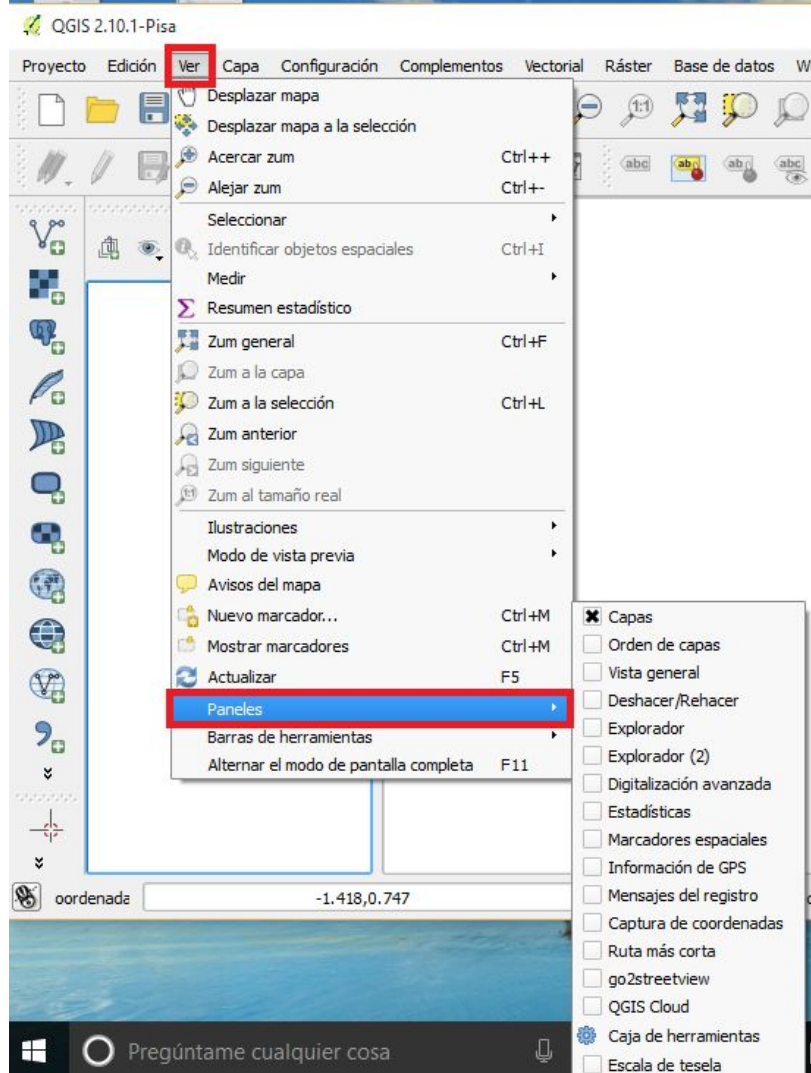 QGIS 2.10.1-Pisa
Proyecto Edición Ver Capa Configuración Complementos Vectorial Ráster Base de datos W
Desplazar mapa
Desplazar mapa a la selección
Acercar zum Ctrl++
Alejar zum Ctrl+-
Seleccionar
Identificar objetos espaciales Ctrl+I
Medir
Resumen estadístico
Zum general Ctrl+F
Zum a la capa
Zum a la selección Ctrl+L
Zum anterior
Zum siguiente
Zum al tamaño real
Ilustraciones
Modo de vista previa
Avisos del mapa
Nuevo marcador... Ctrl+M
Mostrar marcadores Ctrl+M
Actualizar F5
Paneles
Barras de herramientas
Alternar el modo de pantalla completa F11
1:1
abc ab ab abc
Capas
Orden de capas
Vista general
Deshacer/Rehacer
Explorador
Explorador (2)
Digitalización avanzada
Estadísticas
Marcadores espaciales
Información de GPS
Mensajes del registro
Captura de coordenadas
Ruta más corta
go2streetview
QGIS Cloud
Caja de herramientas
Escala de tesela
oordenada -1.418,0.747
Pregúntame cualquier cosa